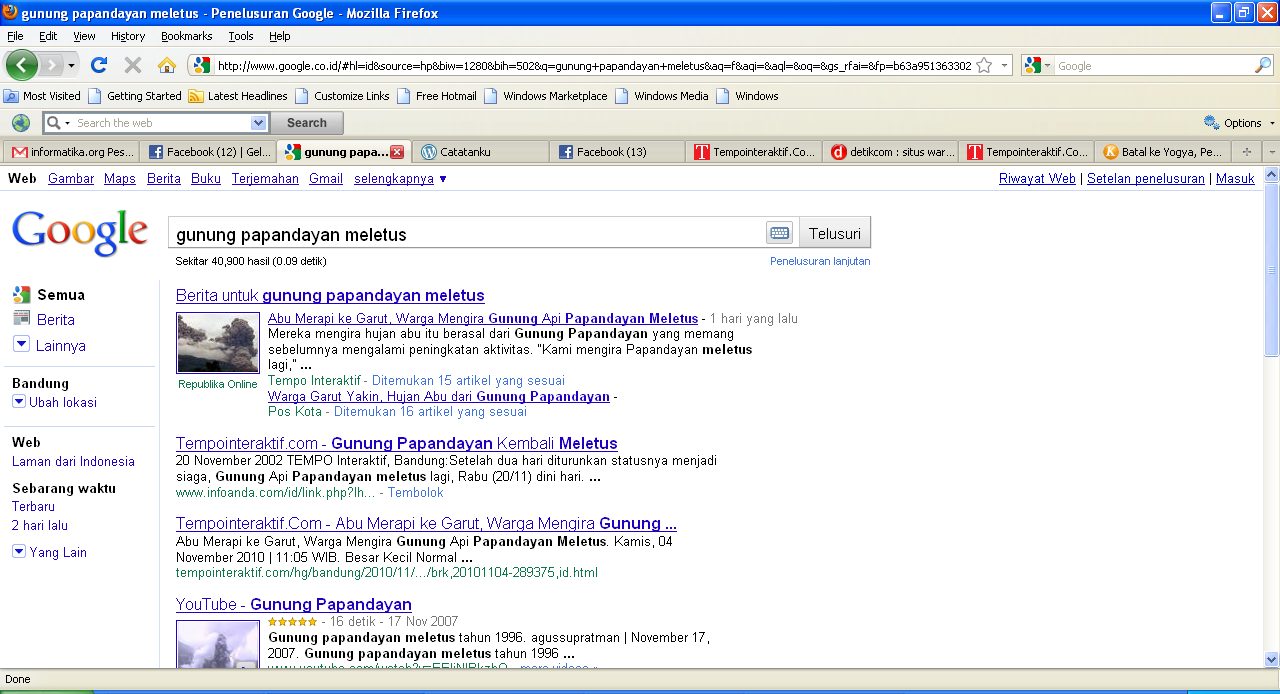 gunung papandayan meletus - Penelusuran Google - Mozilla Firefox
File Edit View History Bookmarks Tools Help
http://www.google.co.id/#hl=id&source=hp&biw=1280&bih=502&q=gunung+papandayan+meletus&aq=f&aqi=&aql=&oq=&gs_rfai=&fp=b63a951363302 Google
Most Visited Getting Started Latest Headlines Customize Links Free Hotmail Windows Marketplace Windows Media Windows
Search the web Search Options
informatika.org Pes... Facebook (12) | Gel... gunung papa... Catatanku Facebook (13) Tempointeraktif.Co... detikcom : situs war... Tempointeraktif.Co... Batal ke Yogya, Pe...
Web Gambar Maps Berita Buku Terjemahan Gmail selengkapnya ▼ Riwayat Web | Setelan penelusuran | Masuk
Google gunung papandayan meletus Telusuri
Sekitar 40,900 hasil (0.09 detik) Penelusuran lanjutan
Semua
Berita
Lainnya
Bandung
Ubah lokasi
Web
Laman dari Indonesia
Sebarang waktu
Terbaru
2 hari lalu
Yang Lain
Berita untuk gunung papandayan meletus
Republika Online
Abu Merapi ke Garut, Warga Mengira Gunung Api Papandayan Meletus - 1 hari yang lalu
Mereka mengira hujan abu itu berasal dari Gunung Papandayan yang memang
sebelumnya mengalami peningkatan aktivitas. "Kami mengira Papandayan meletus
lagi," ...
Tempo Interaktif - Ditemukan 15 artikel yang sesuai
Warga Garut Yakin, Hujan Abu dari Gunung Papandayan -
Pos Kota - Ditemukan 16 artikel yang sesuai
Tempointeraktif.com - Gunung Papandayan Kembali Meletus
20 November 2002 TEMPO Interaktif, Bandung:Setelah dua hari diturunkan statusnya menjadi
siaga, Gunung Api Papandayan meletus lagi, Rabu (20/11) dini hari. ...
www.infoanda.com/id/link.php?lh... - Tembolok
Tempointeraktif.Com - Abu Merapi ke Garut, Warga Mengira Gunung ...
Abu Merapi ke Garut, Warga Mengira Gunung Api Papandayan Meletus. Kamis, 04
November 2010 | 11:05 WIB. Besar Kecil Normal ...
tempointeraktif.com/hg/bandung/2010/11/.../brk,20101104-289375,id.html
YouTube - Gunung Papandayan
★★★★★ - 16 detik - 17 Nov 2007
Gunung papandayan meletus tahun 1996. agussupratman | November 17,
2007. Gunung papandayan meletus tahun 1996 ...
Done